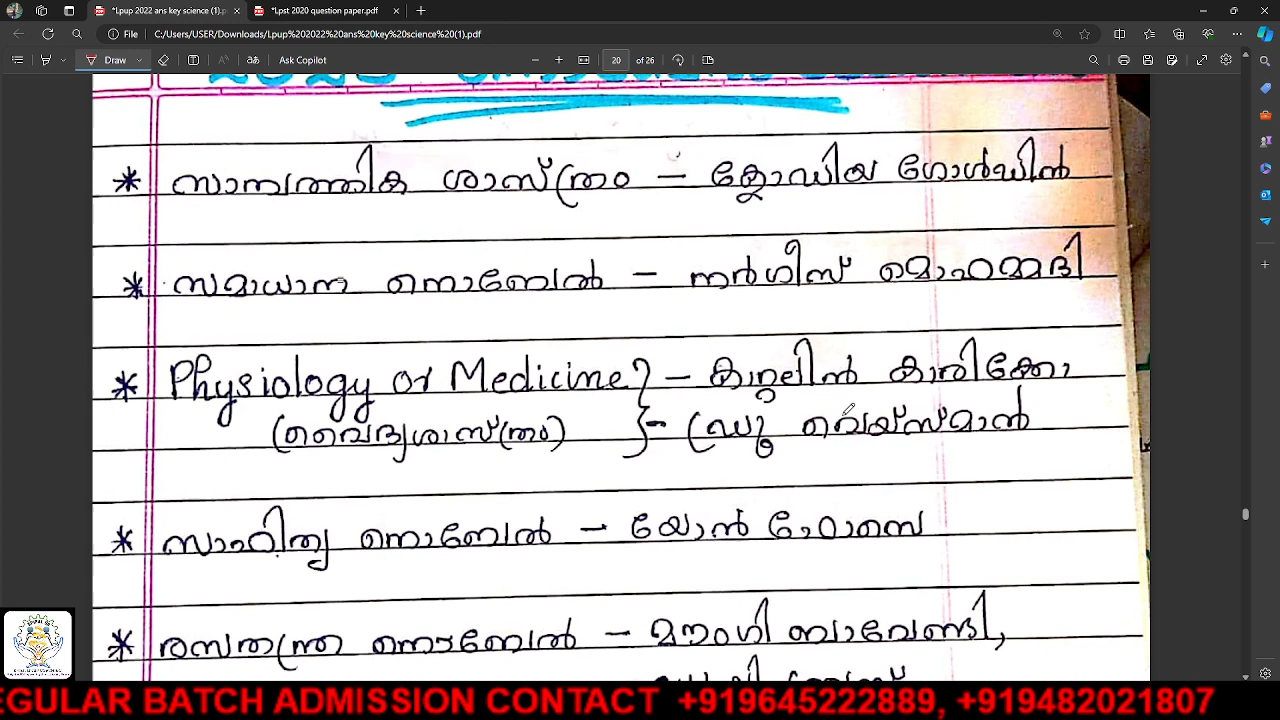 *Lpup 2022 ans key science (1).p
*Lpst 2020 question paper.pdf
File C:/Users/USER/Downloads/Lpup%202022%20ans%20key%20science%20(1).pdf
Draw Ask Copilot 20 of 26
* സാമ്പത്തിക ശാസ്ത്രം - ക്ലോഡിയ ഗോൾഡിൻ
* സമാധാന നൊബേൽ - നർഗീസ് മൊഹമ്മദി
* Physiology or Medicine } - കാറ്റലിൻ കാരിക്കോ
(വൈദ്യശാസ്ത്രം) } - ഡ്രൂ വെയ്സ്മാൻ
* സാഹിത്യ നൊബേൽ - യോൻ ഫോസെ
* രസതന്ത്ര നൊബേൽ - മൗംഗി ബാവേണ്ടി,
EGULAR BATCH ADMISSION CONTACT +919645222889, +919482021807